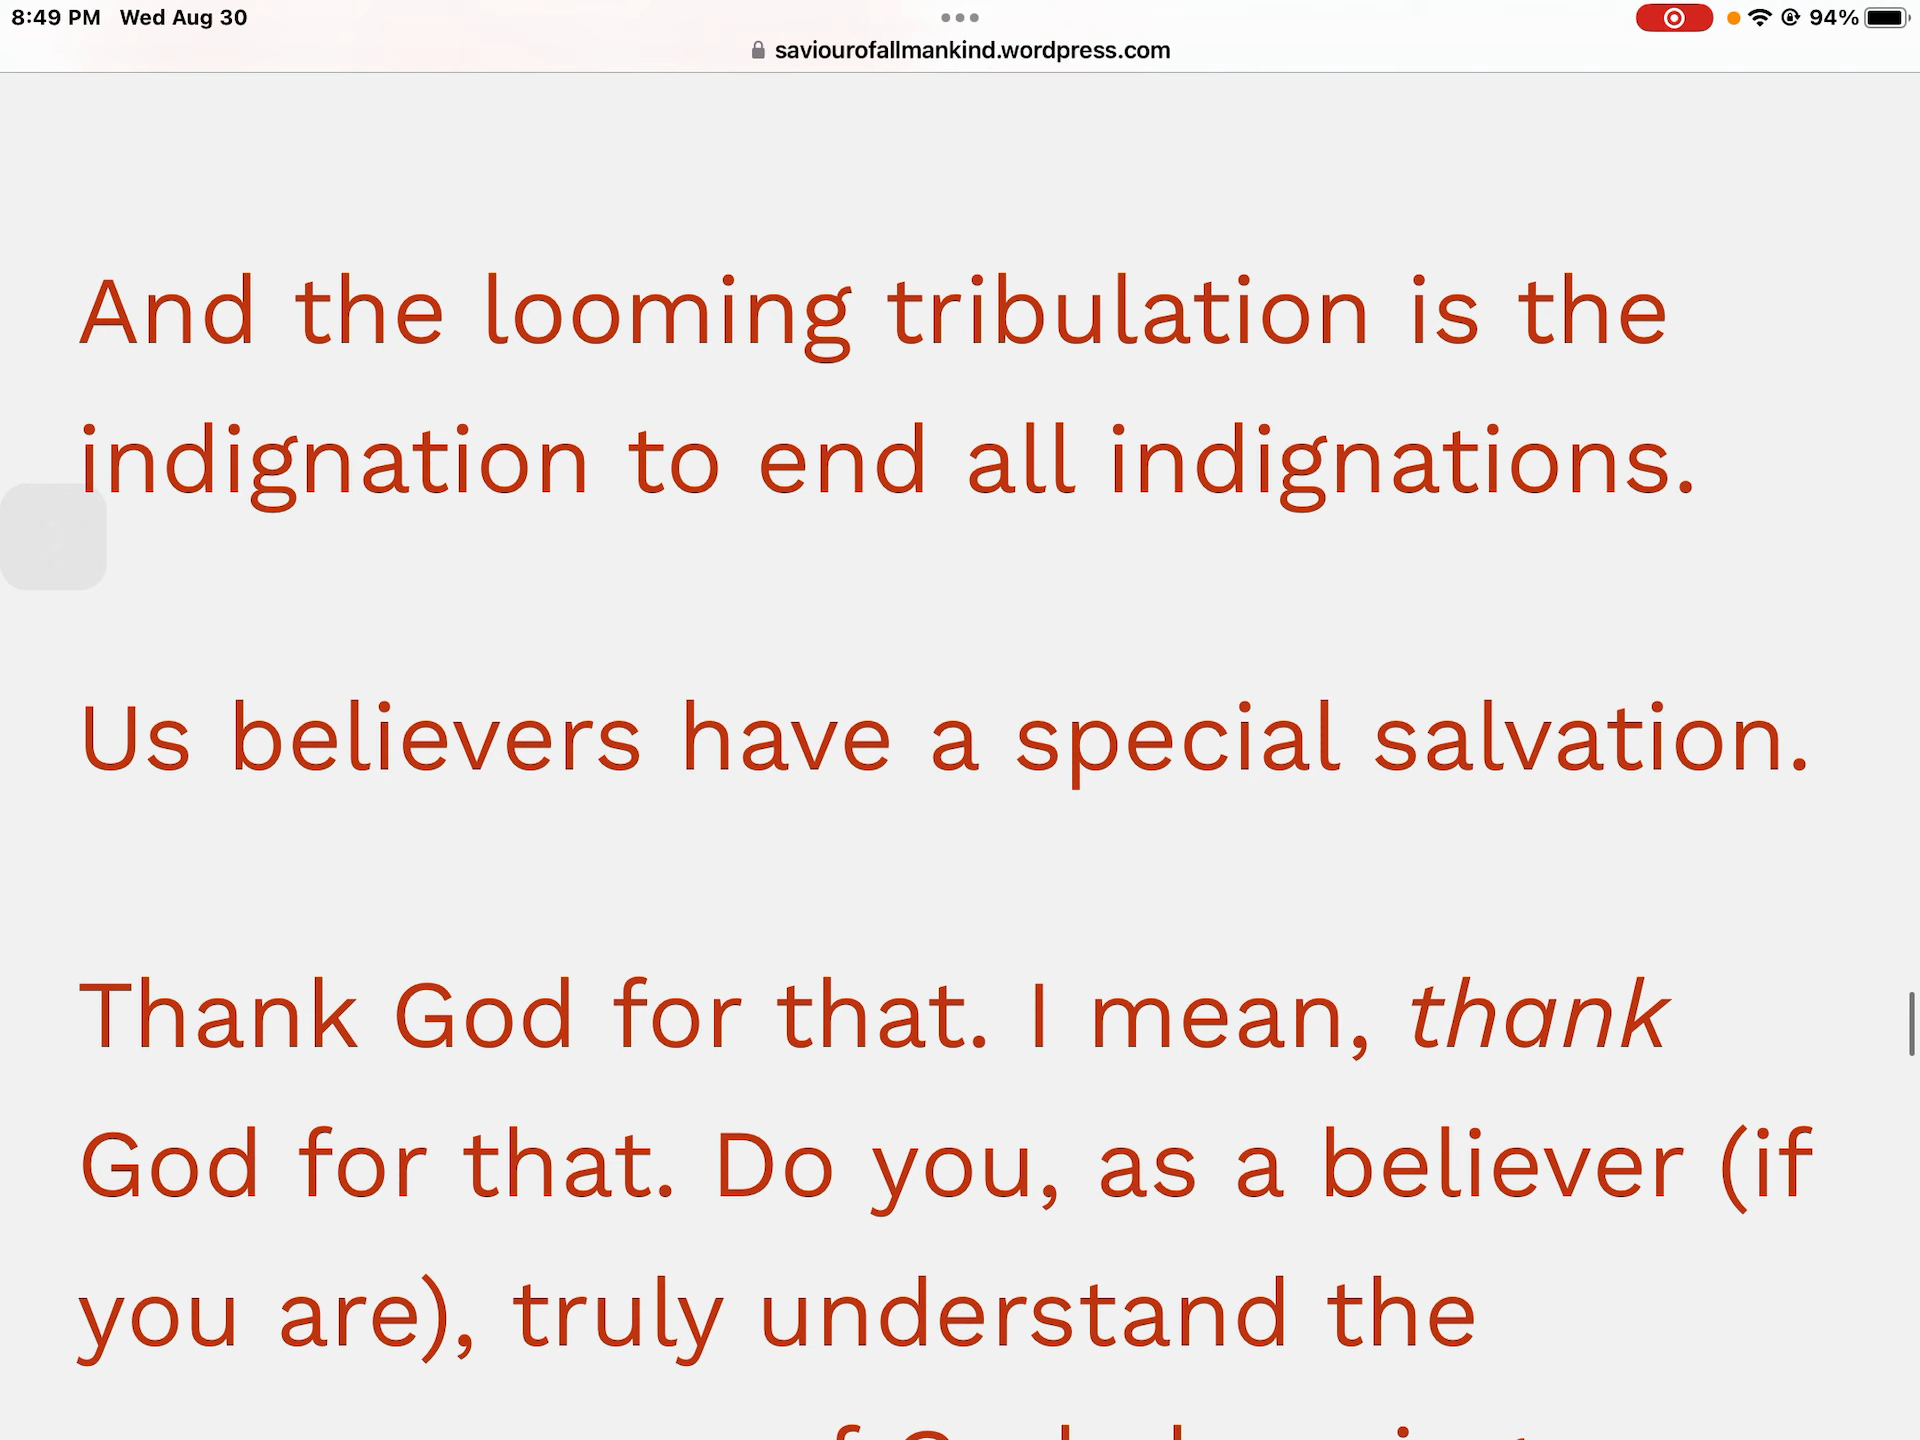 8:49 PM Wed Aug 30
94%
saviourofallmankind.wordpress.com
And the looming tribulation is the
indignation to end all indignations.
Us believers have a special salvation.
Thank God for that. I mean, thank
God for that. Do you, as a believer (if
you are), truly understand the